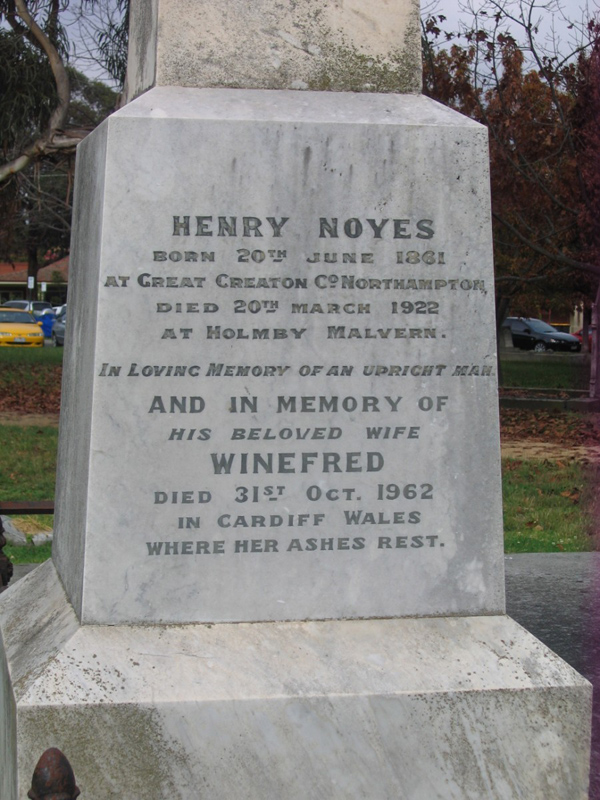 HENRY NOYES
BORN 20TH JUNE 1861
AT GREAT CREATON CO NORTHAMPTON
DIED 20TH MARCH 1922
AT HOLMBY MALVERN.
IN LOVING MEMORY OF AN UPRIGHT MAN
AND IN MEMORY OF
HIS BELOVED WIFE
WINEFRED
DIED 31ST OCT. 1962
IN CARDIFF WALES
WHERE HER ASHES REST.